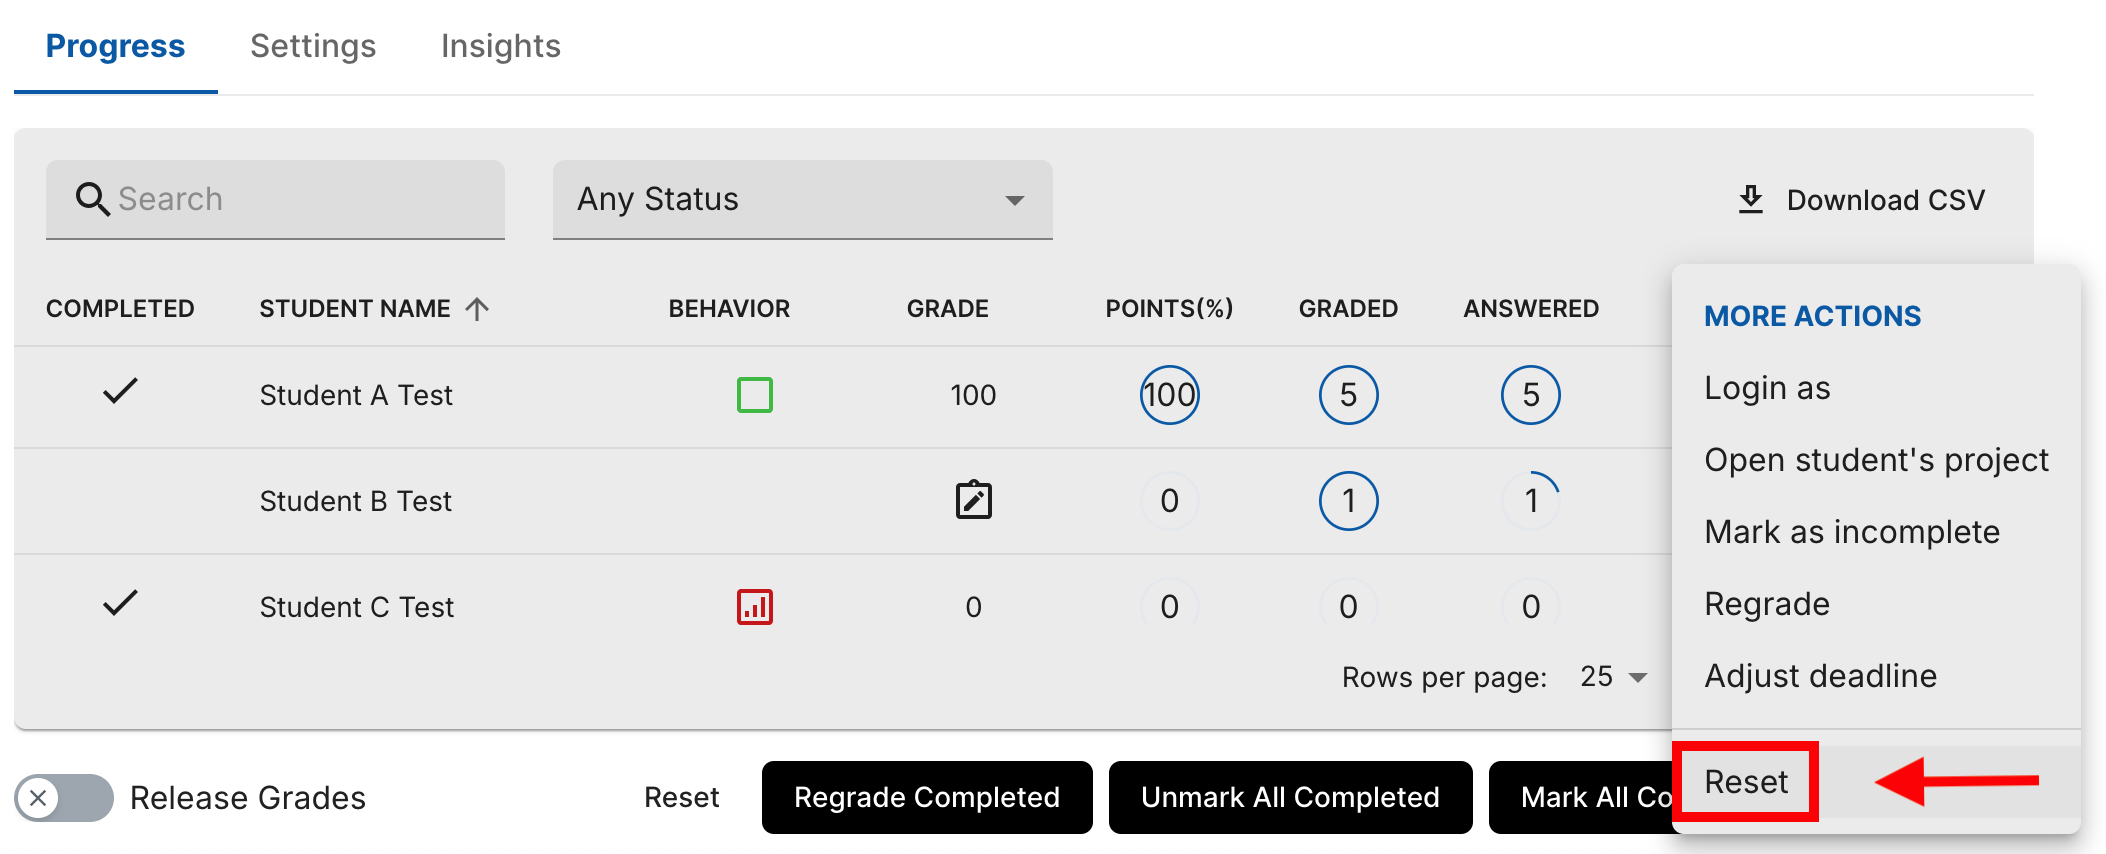 Progress Settings Insights
Search Any Status Download CSV
COMPLETED STUDENT NAME BEHAVIOR GRADE POINTS(%) GRADED ANSWERED
Student A Test 100 100 5 5
Student B Test 0 1 1
Student C Test 0 0 0 0
Rows per page: 25
Release Grades Reset Regrade Completed Unmark All Completed Mark All Co
MORE ACTIONS
Login as
Open student's project
Mark as incomplete
Regrade
Adjust deadline
Reset